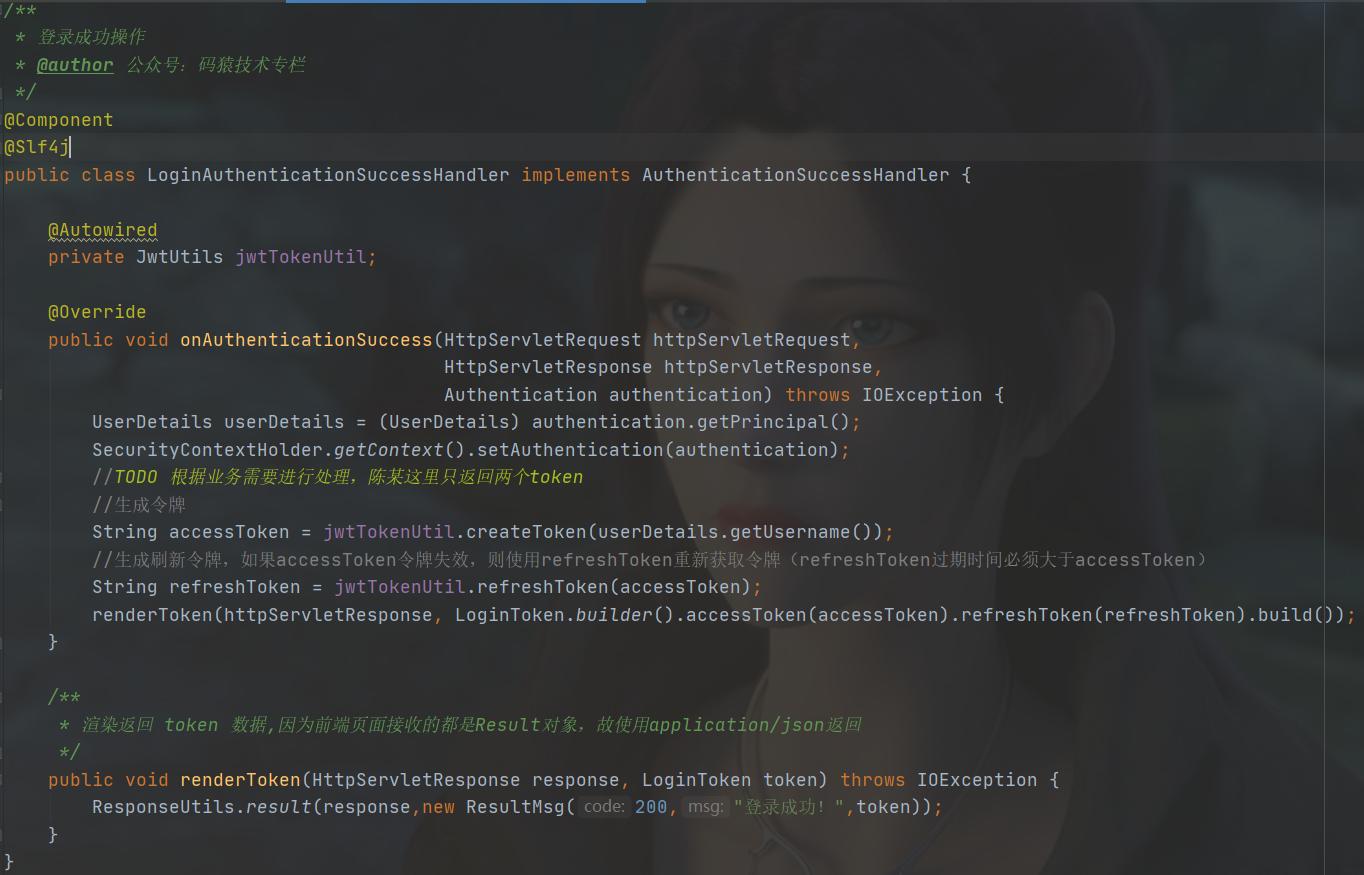 /**
 * 登录成功操作
 * @author 公众号：码猿技术专栏
 */
@Component
@Slf4j
public class LoginAuthenticationSuccessHandler implements AuthenticationSuccessHandler {
@Autowired
private JwtUtils jwtTokenUtil;
@Override
public void onAuthenticationSuccess(HttpServletRequest httpServletRequest,
HttpServletResponse httpServletResponse,
Authentication authentication) throws IOException {
UserDetails userDetails = (UserDetails) authentication.getPrincipal();
SecurityContextHolder.getContext().setAuthentication(authentication);
//TODO 根据业务需要进行处理，陈某这里只返回两个token
//生成令牌
String accessToken = jwtTokenUtil.createToken(userDetails.getUsername());
//生成刷新令牌，如果accessToken令牌失效，则使用refreshToken重新获取令牌（refreshToken过期时间必须大于accessToken）
String refreshToken = jwtTokenUtil.refreshToken(accessToken);
renderToken(httpServletResponse, LoginToken.builder().accessToken(accessToken).refreshToken(refreshToken).build());
}
/**
 * 渲染返回 token 数据,因为前端页面接收的都是Result对象，故使用application/json返回
 */
public void renderToken(HttpServletResponse response, LoginToken token) throws IOException {
ResponseUtils.result(response,new ResultMsg( code: 200, msg: "登录成功！",token));
}
}